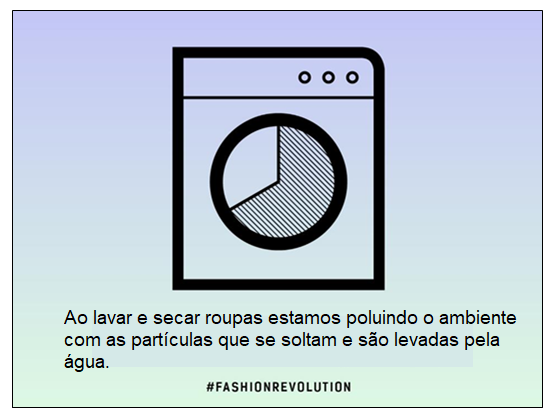 Ao lavar e secar roupas estamos poluindo o ambiente
com as partículas que se soltam e são levadas pela
água.
#FASHIONREVOLUTION